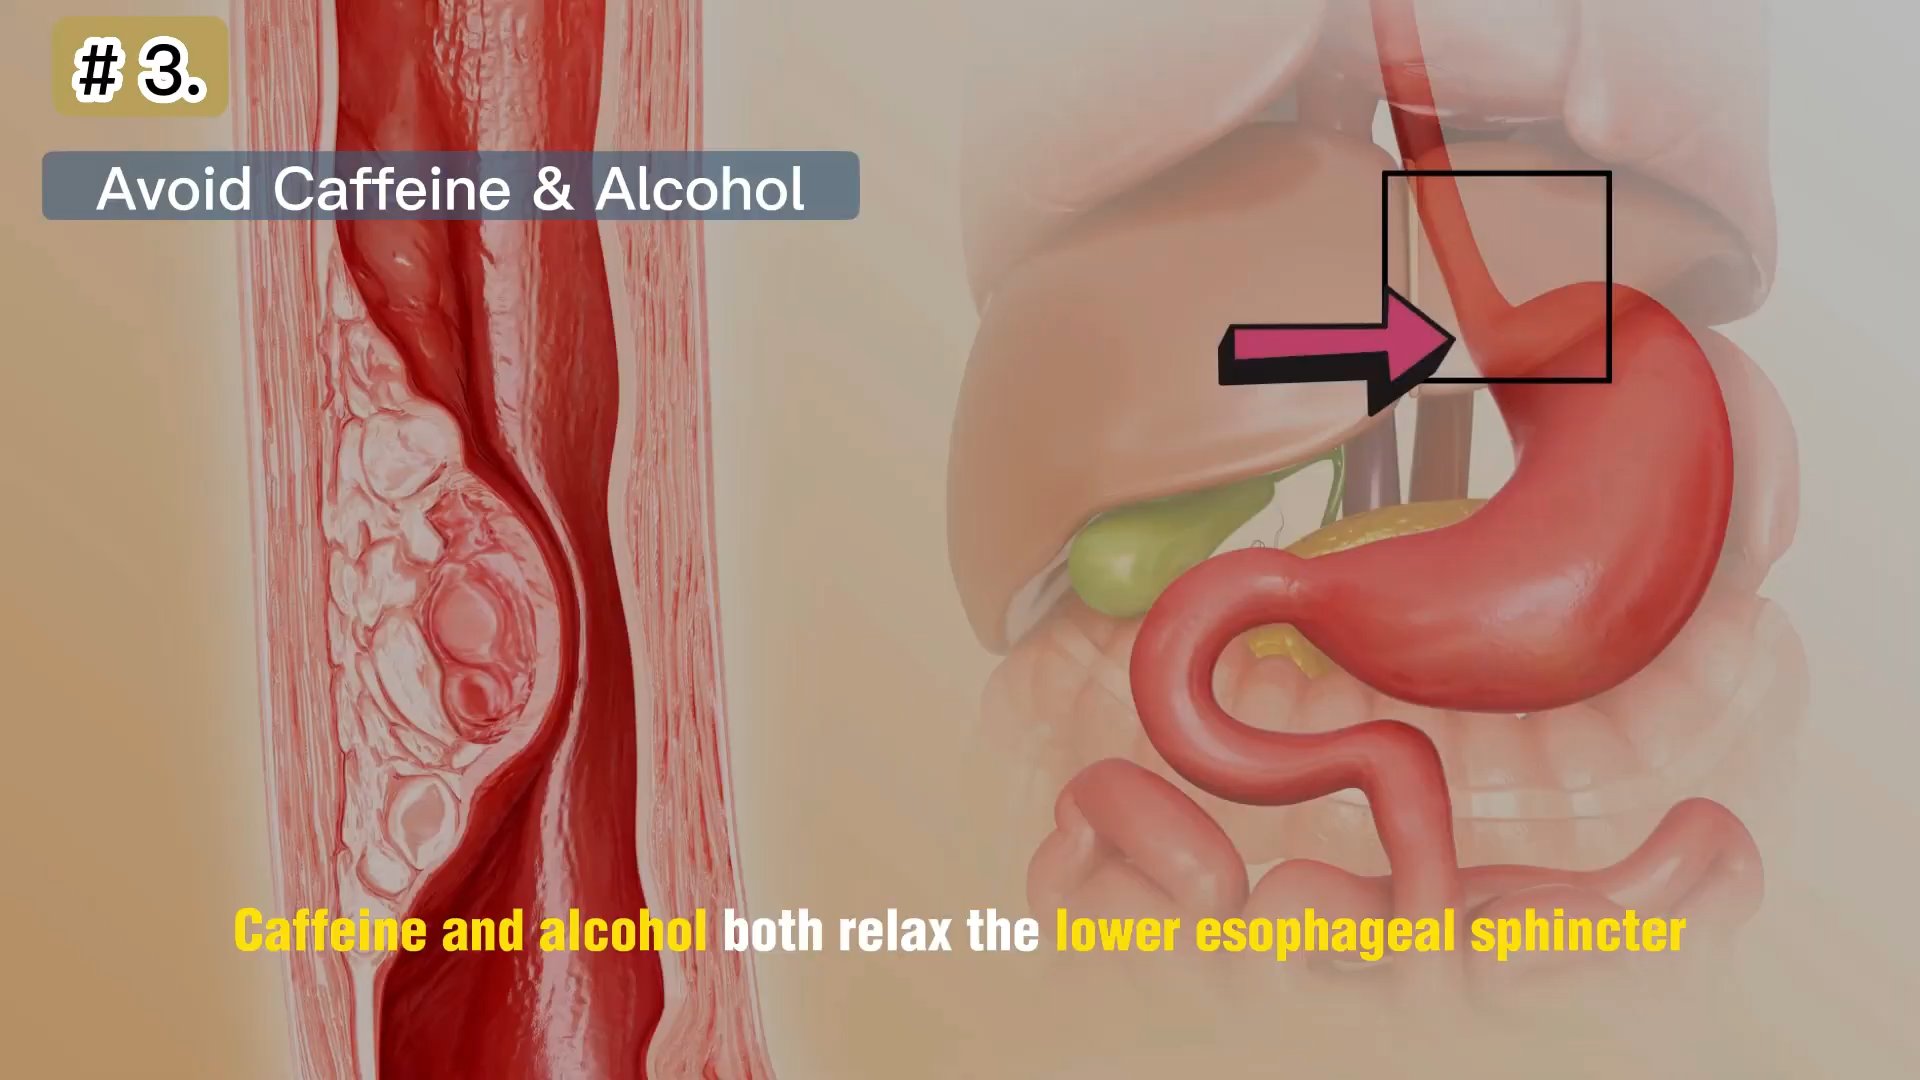 # 3.
Avoid Caffeine & Alcohol
Caffeine and alcohol both relax the lower esophageal sphincter